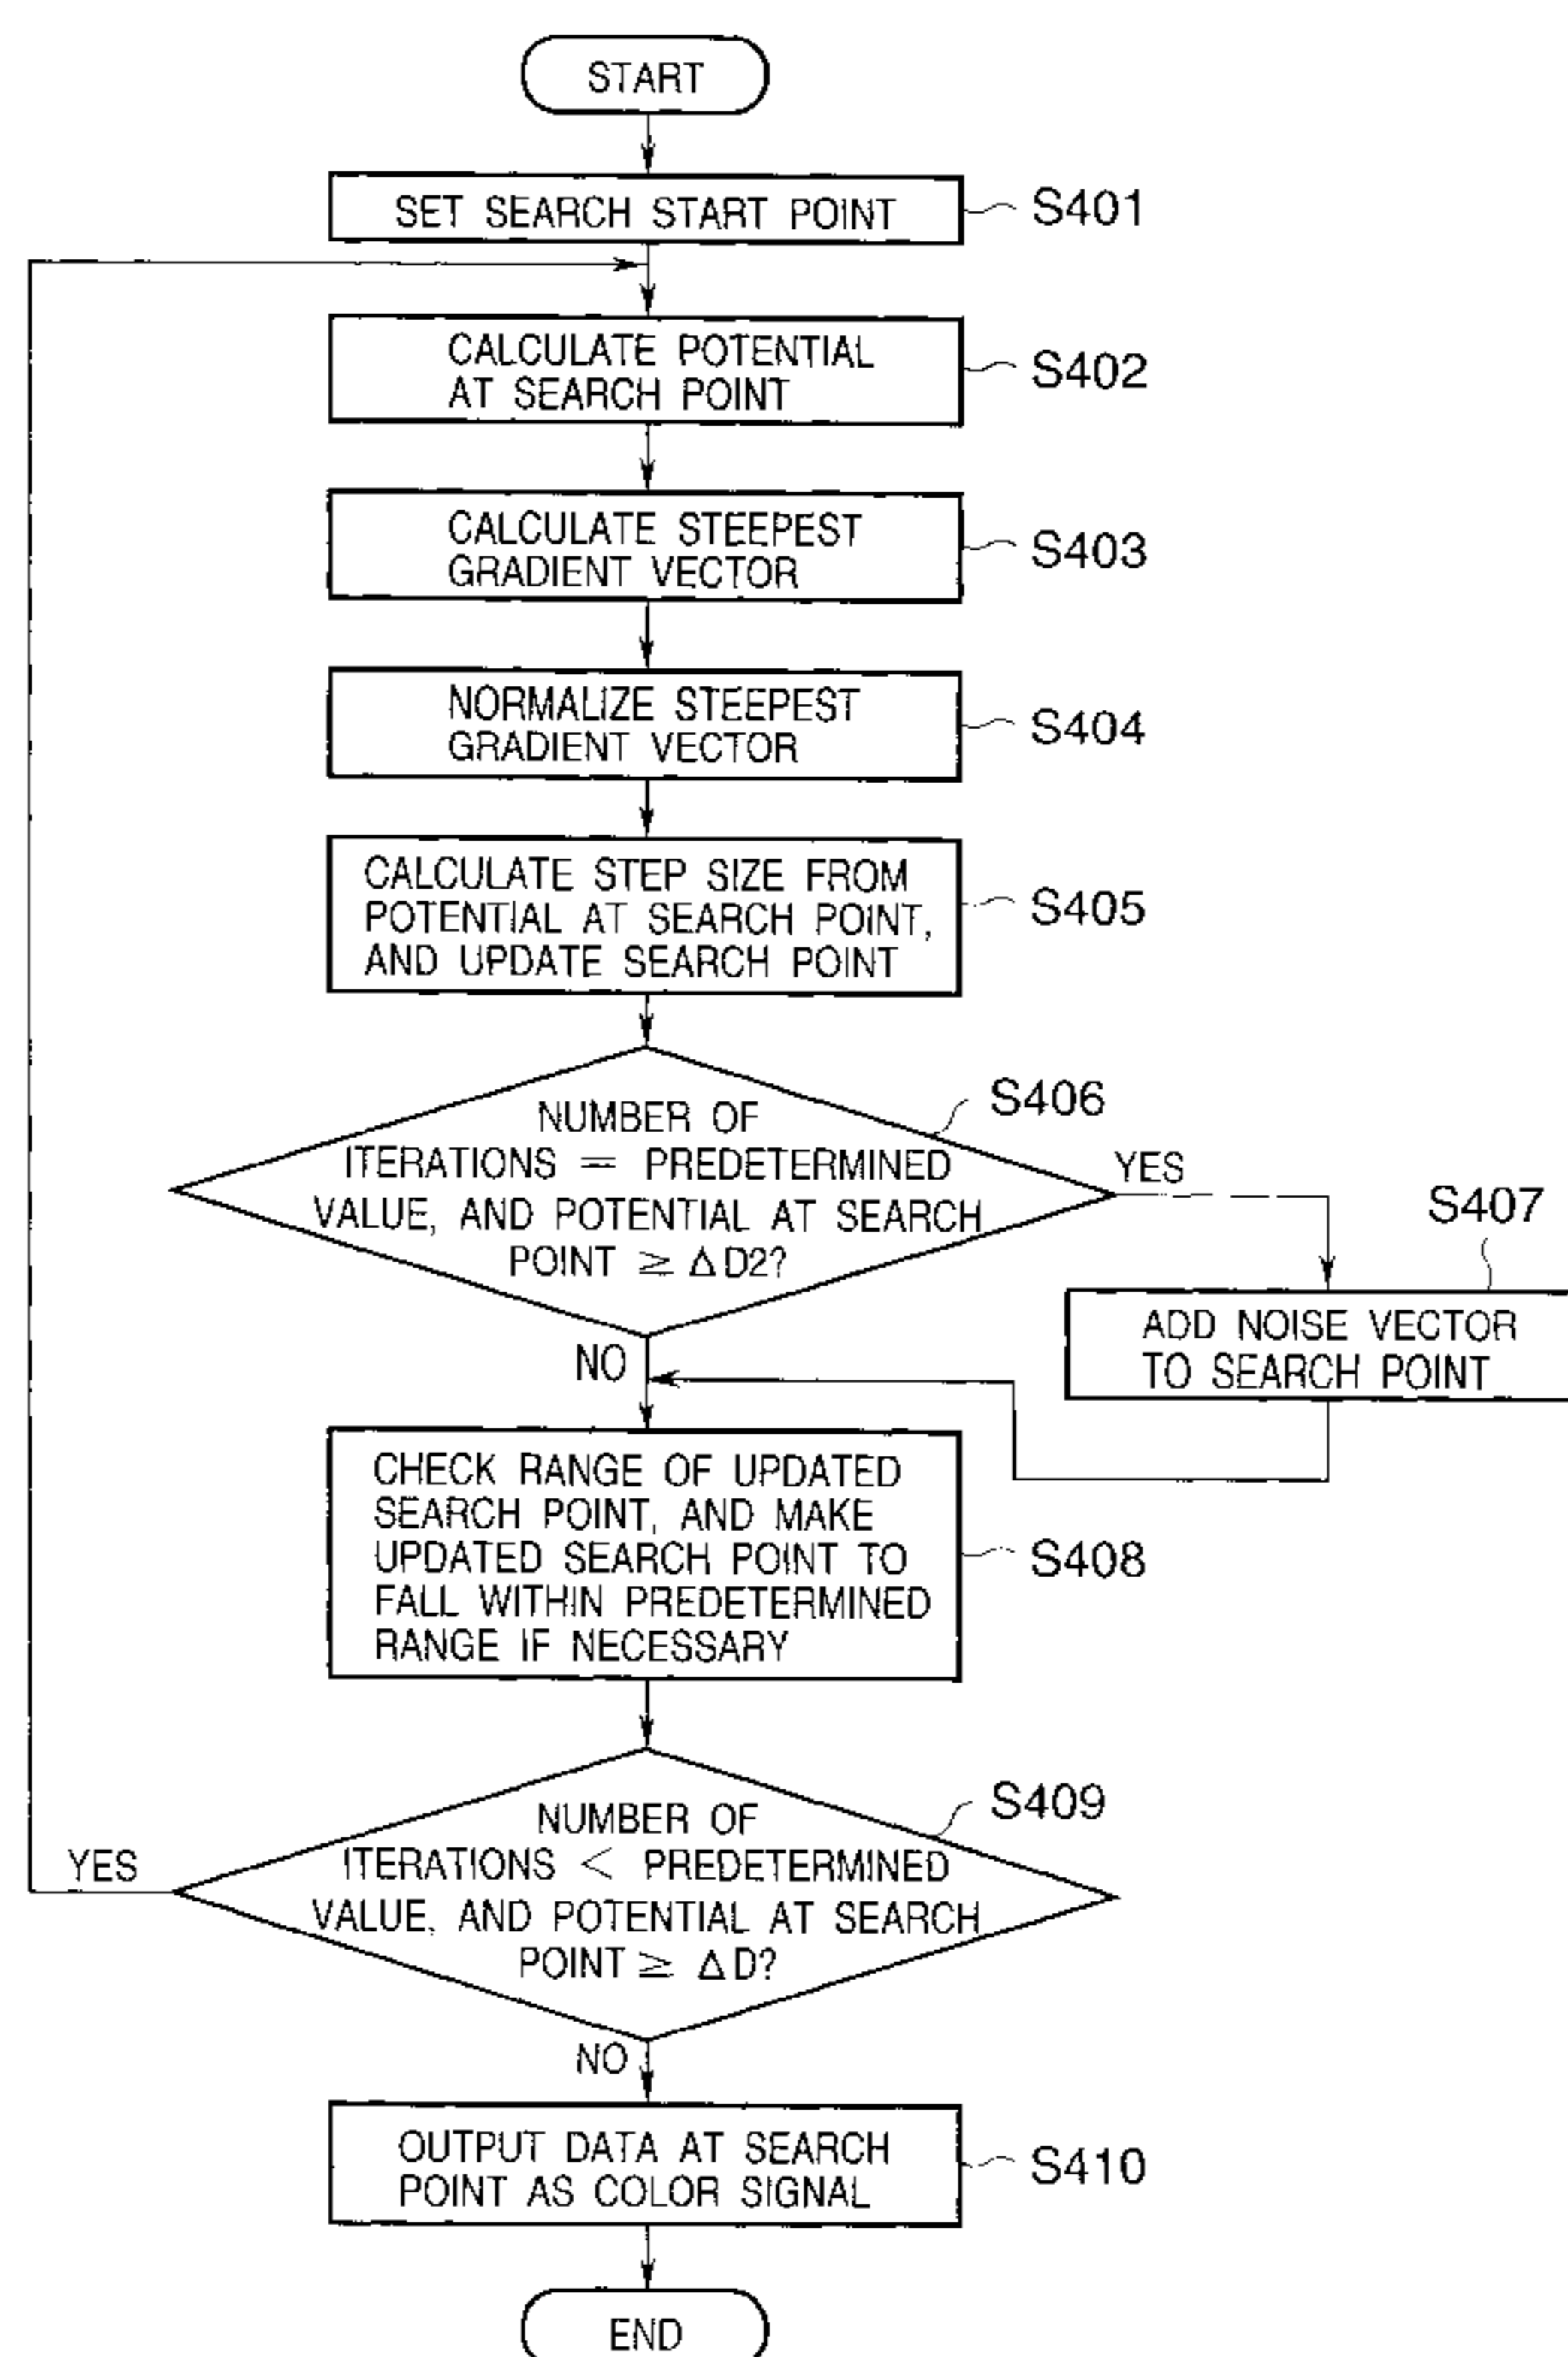 START
SET SEARCH START POINT
S401
CALCULATE POTENTIAL
AT SEARCH POINT
S402
CALCULATE STEEPEST
GRADIENT VECTOR
S403
NORMALIZE STEEPEST
GRADIENT VECTOR
S404
CALCULATE STEP SIZE FROM
POTENTIAL AT SEARCH POINT,
AND UPDATE SEARCH POINT
S405
NUMBER OF
ITERATIONS = PREDETERMINED
VALUE, AND POTENTIAL AT SEARCH
POINT ≧ ΔD2?
S406
YES
S407
ADD NOISE VECTOR
TO SEARCH POINT
NO
CHECK RANGE OF UPDATED
SEARCH POINT, AND MAKE
UPDATED SEARCH POINT TO
FALL WITHIN PREDETERMINED
RANGE IF NECESSARY
S408
NUMBER OF
ITERATIONS < PREDETERMINED
VALUE, AND POTENTIAL AT SEARCH
POINT ≧ ΔD?
S409
YES
NO
OUTPUT DATA AT SEARCH
POINT AS COLOR SIGNAL
S410
END